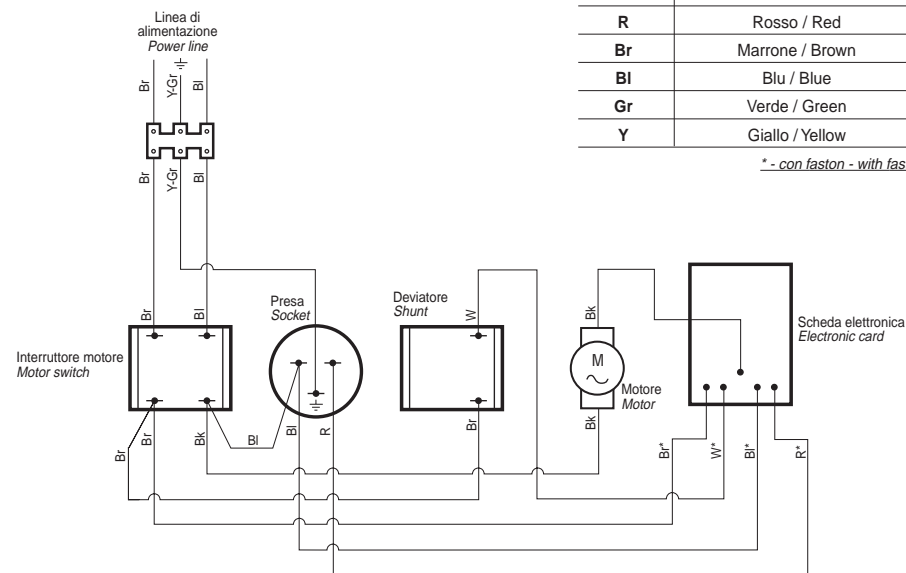 Linea di
alimentazione
Power line
R Rosso / Red
Br Marrone / Brown
Bl Blu / Blue
Gr Verde / Green
Y Giallo / Yellow
* - con faston - with fas
Br
Y-Gr
Bl
Br
Y-Gr
Bl
Br
Bl
Interruttore motore
Motor switch
Presa
Socket
Deviatore
Shunt
W
Bk
M
Motore
Motor
Scheda elettronica
Electronic card
Br
Br
Bk
Bl
Bl
R
Br
Bk
Br*
W*
Bl*
R*